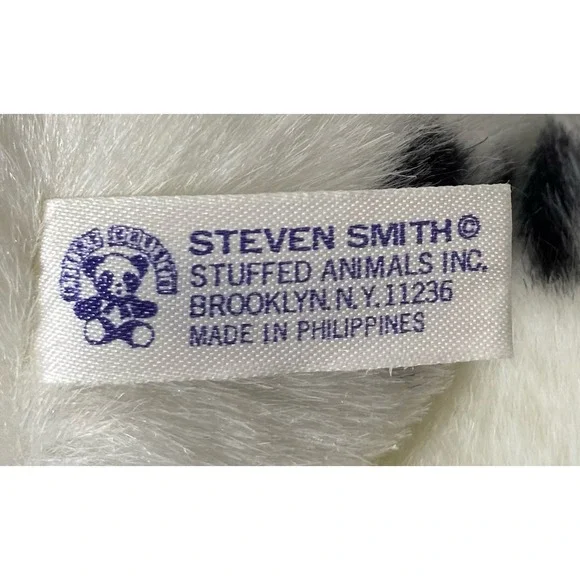 STEVEN SMITH©
STUFFED ANIMALS INC.
BROOKLYN. N.Y. 11236
MADE IN PHILIPPINES